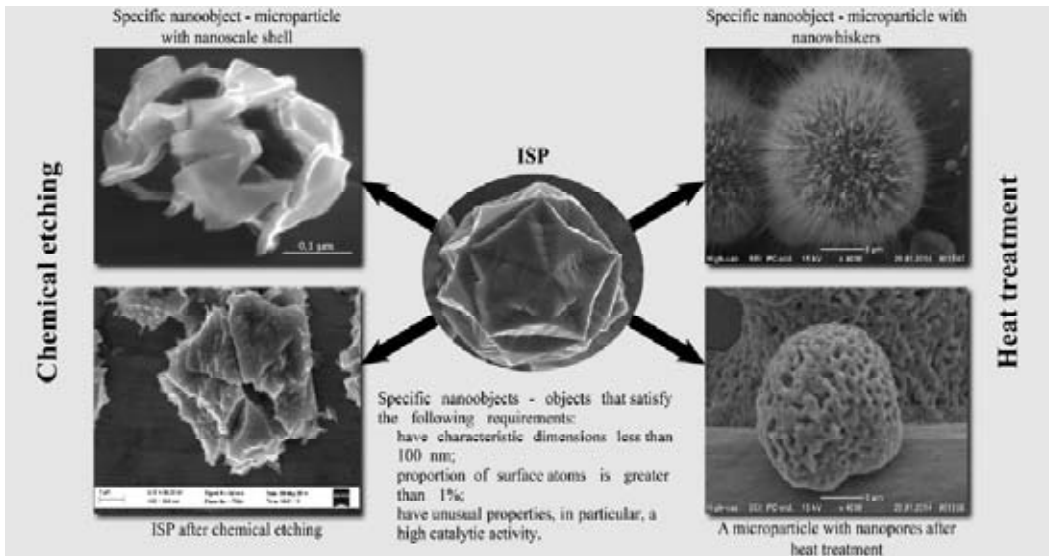 Specific nanoobject - microparticle
with nanoscale shell
Specific nanoobject - microparticle with
nanowhiskers
Chemical etching
0,1 µm
ISP
Heat treatment
Specific nanoobjects - objects that satisfy
the following requirements:
have characteristic dimensions less than
100 nm;
proportion of surface atoms is greater
than 1%;
have unusual properties, in particular, a
high catalytic activity.
ISP after chemical etching
A microparticle with nanopores after
heat treatment